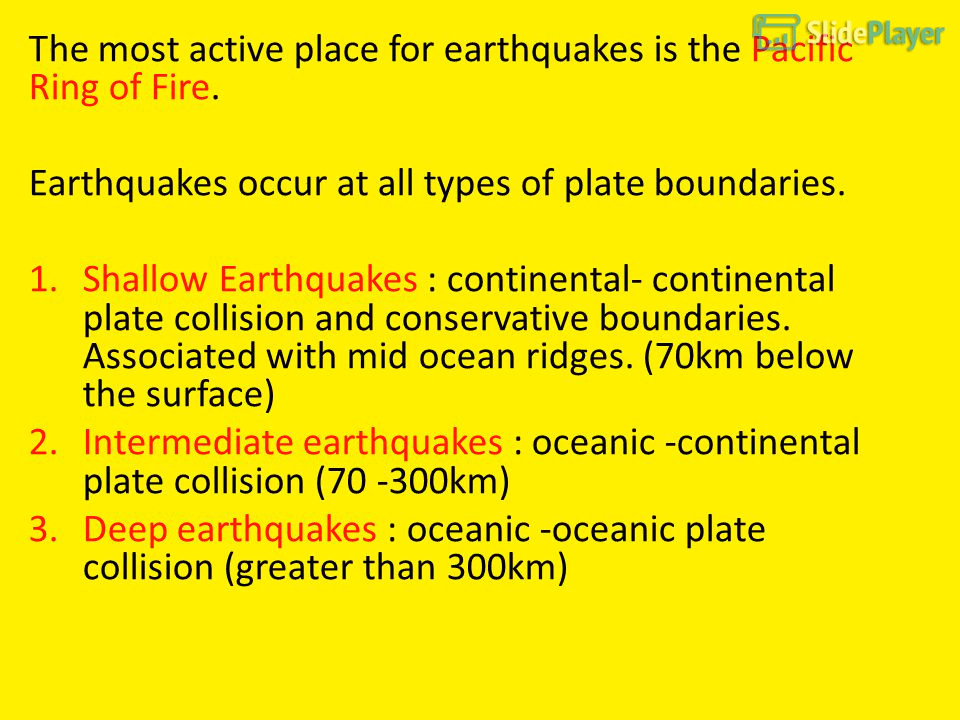 SlidePlayer
The most active place for earthquakes is the Pacific
Ring of Fire.
Earthquakes occur at all types of plate boundaries.
1. Shallow Earthquakes : continental- continental
plate collision and conservative boundaries.
Associated with mid ocean ridges. (70km below
the surface)
2. Intermediate earthquakes : oceanic -continental
plate collision (70 -300km)
3. Deep earthquakes : oceanic -oceanic plate
collision (greater than 300km)